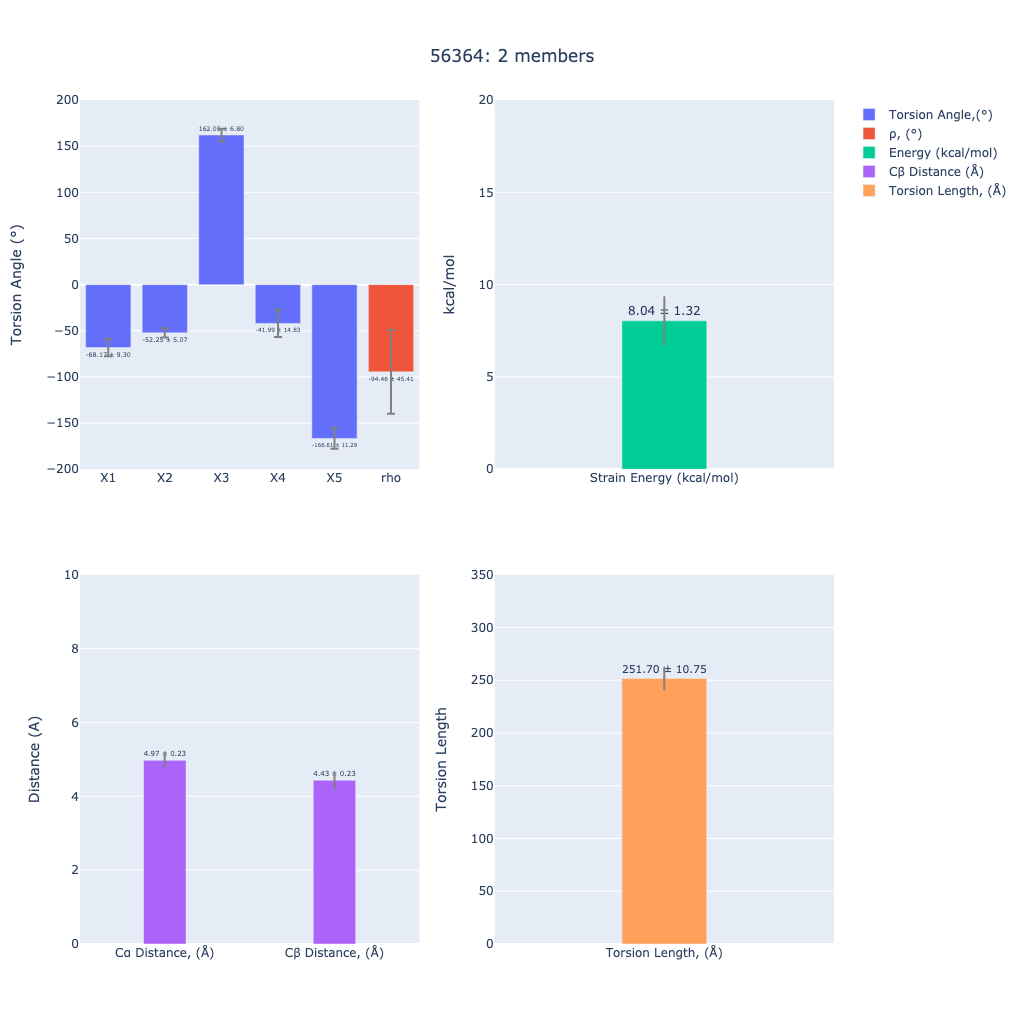 56364: 2 members
Torsion Angle (°)
200
150
100
50
0
−50
−100
−150
−200
162.05 ± 6.80
-68.17 ± 9.30
-52.25 ± 5.07
-41.99 ± 14.83
-166.61 ± 11.29
-94.46 ± 45.41
X1 X2 X3 X4 X5 rho
kcal/mol
20
15
10
5
0
8.04 ± 1.32
Strain Energy (kcal/mol)
Torsion Angle,(°)
ρ, (°)
Energy (kcal/mol)
Cβ Distance (Å)
Torsion Length, (Å)
Distance (A)
10
8
6
4
2
0
4.97 ± 0.23
4.43 ± 0.23
Cα Distance, (Å) Cβ Distance, (Å)
Torsion Length
350
300
250
200
150
100
50
0
251.70 ± 10.75
Torsion Length, (Å)